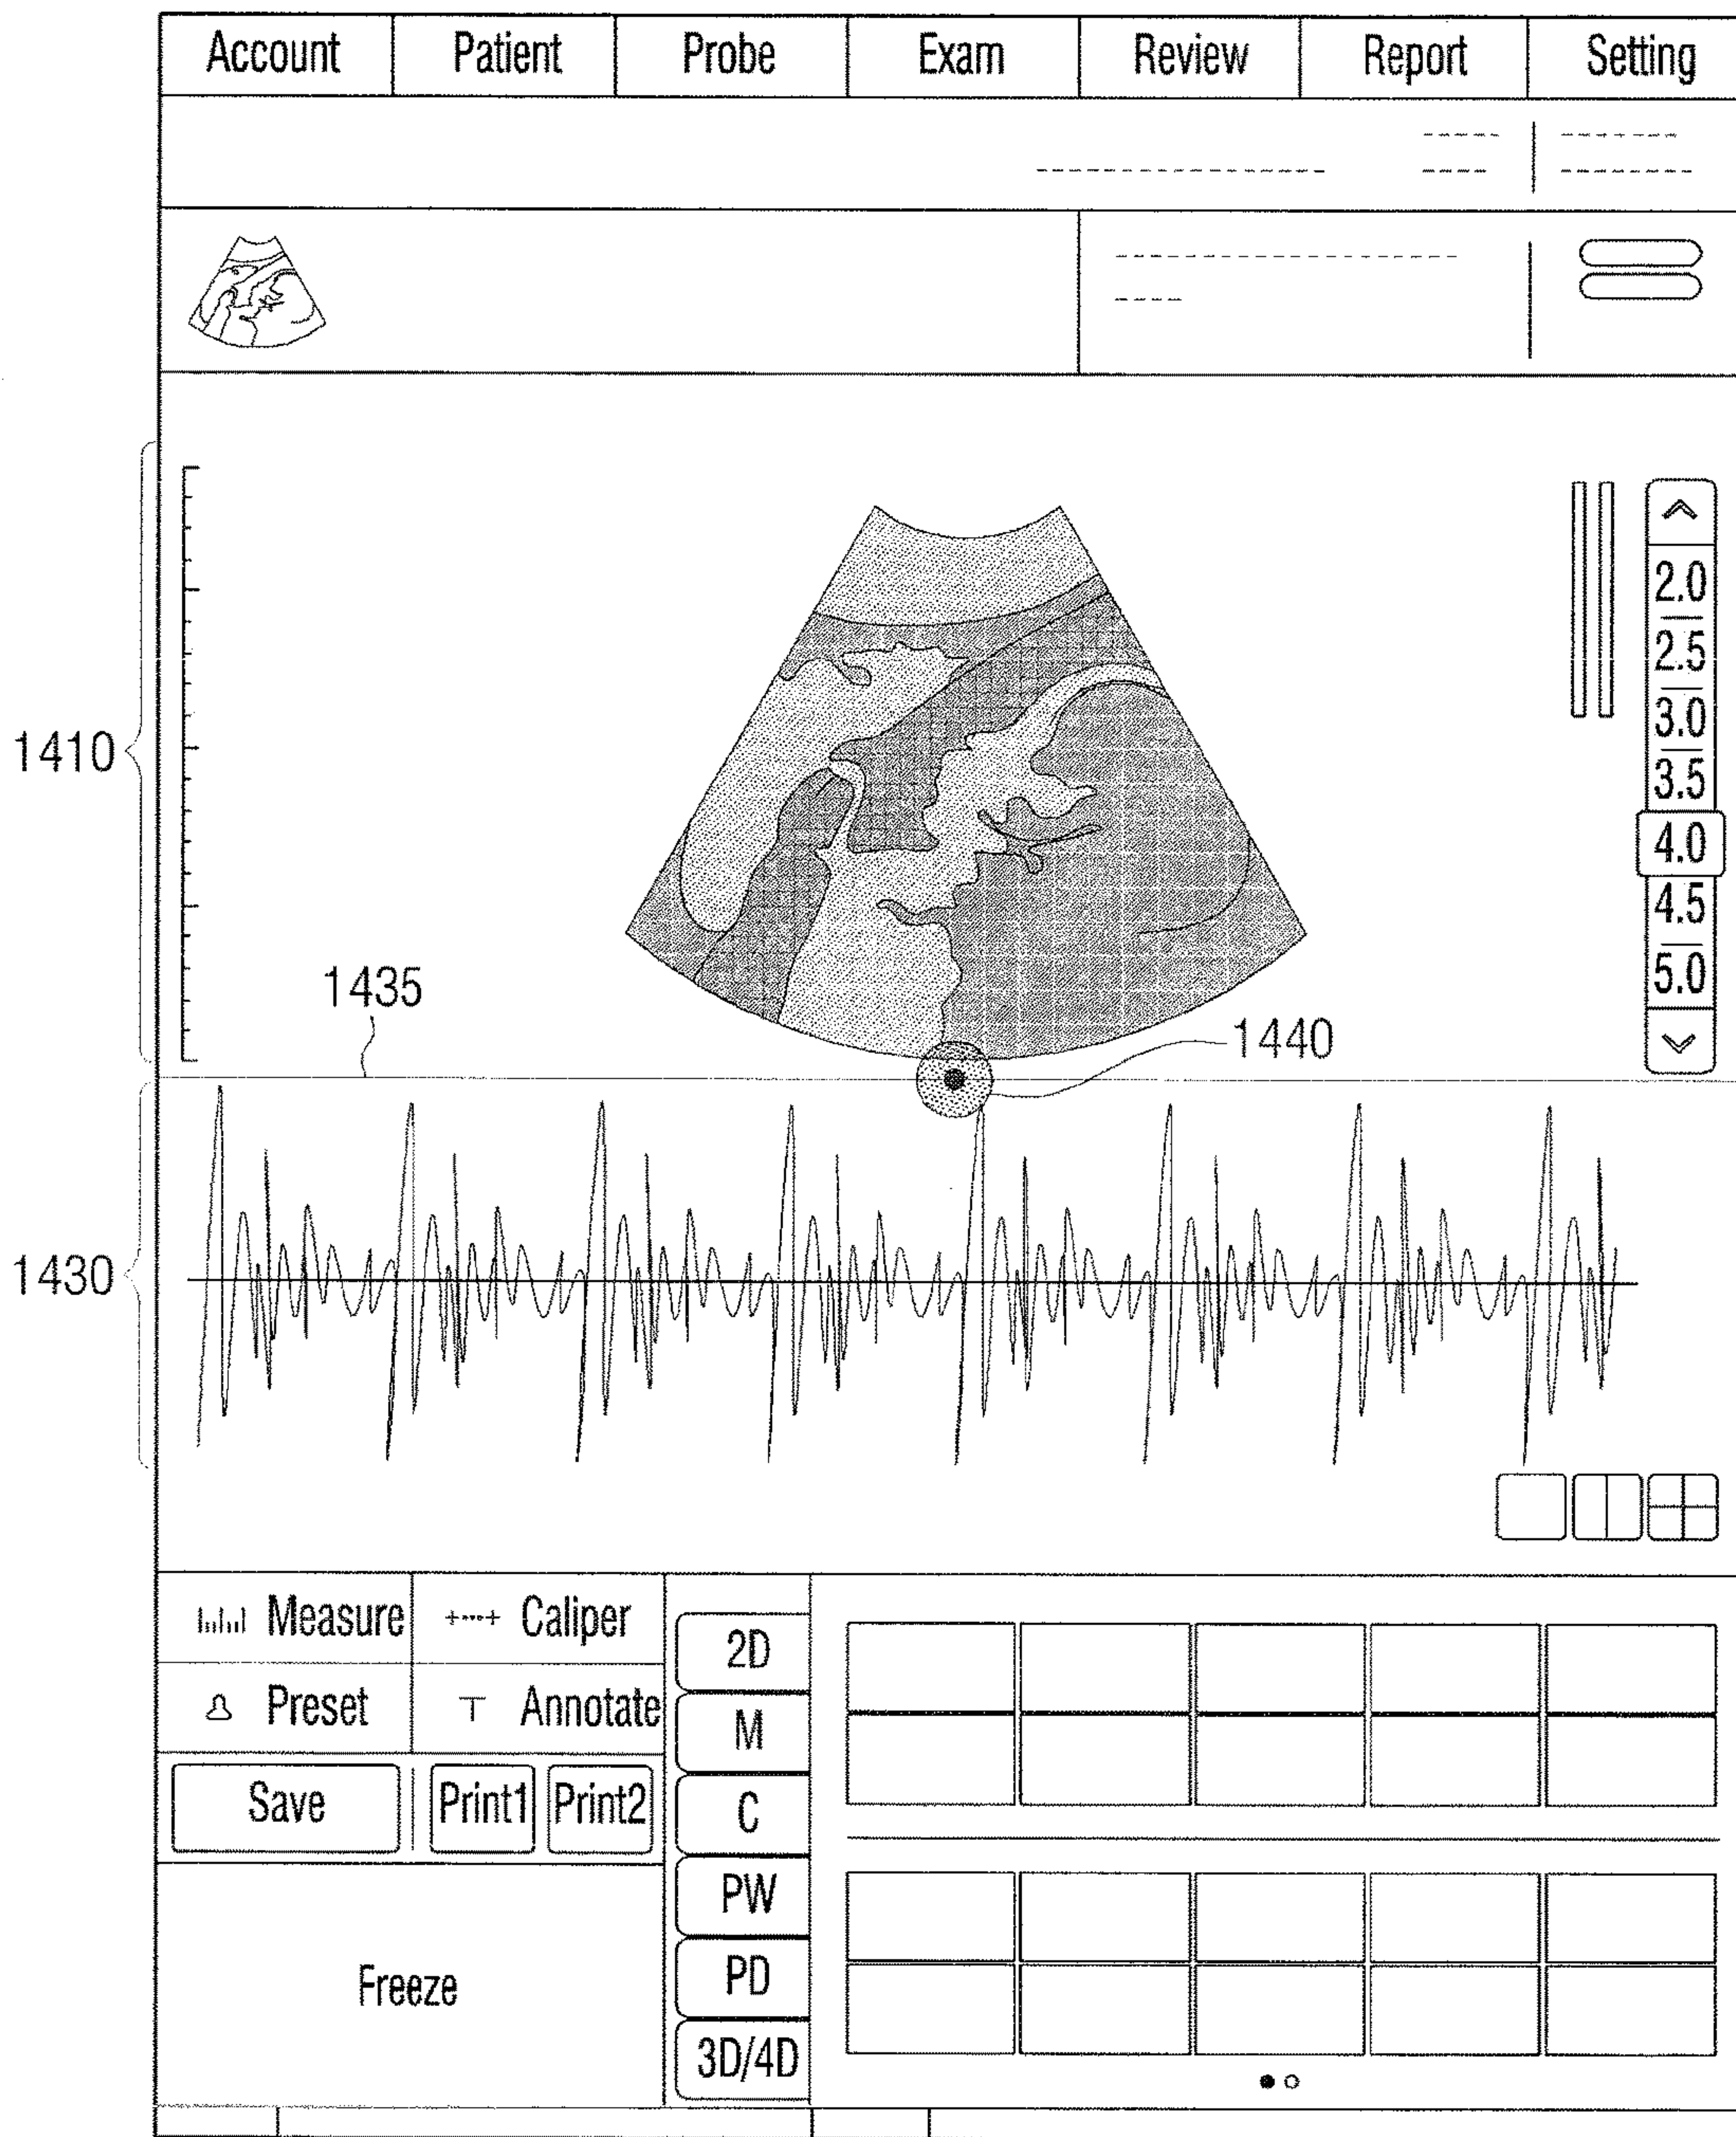 Account Patient Probe Exam Review Report Setting
2.0
2.5
3.0
1410
3.5
4.0
4.5
5.0
1435
1440
1430
Measure Caliper
Preset Annotate
Save Print1 Print2
Freeze
2D
M
C
PW
PD
3D/4D